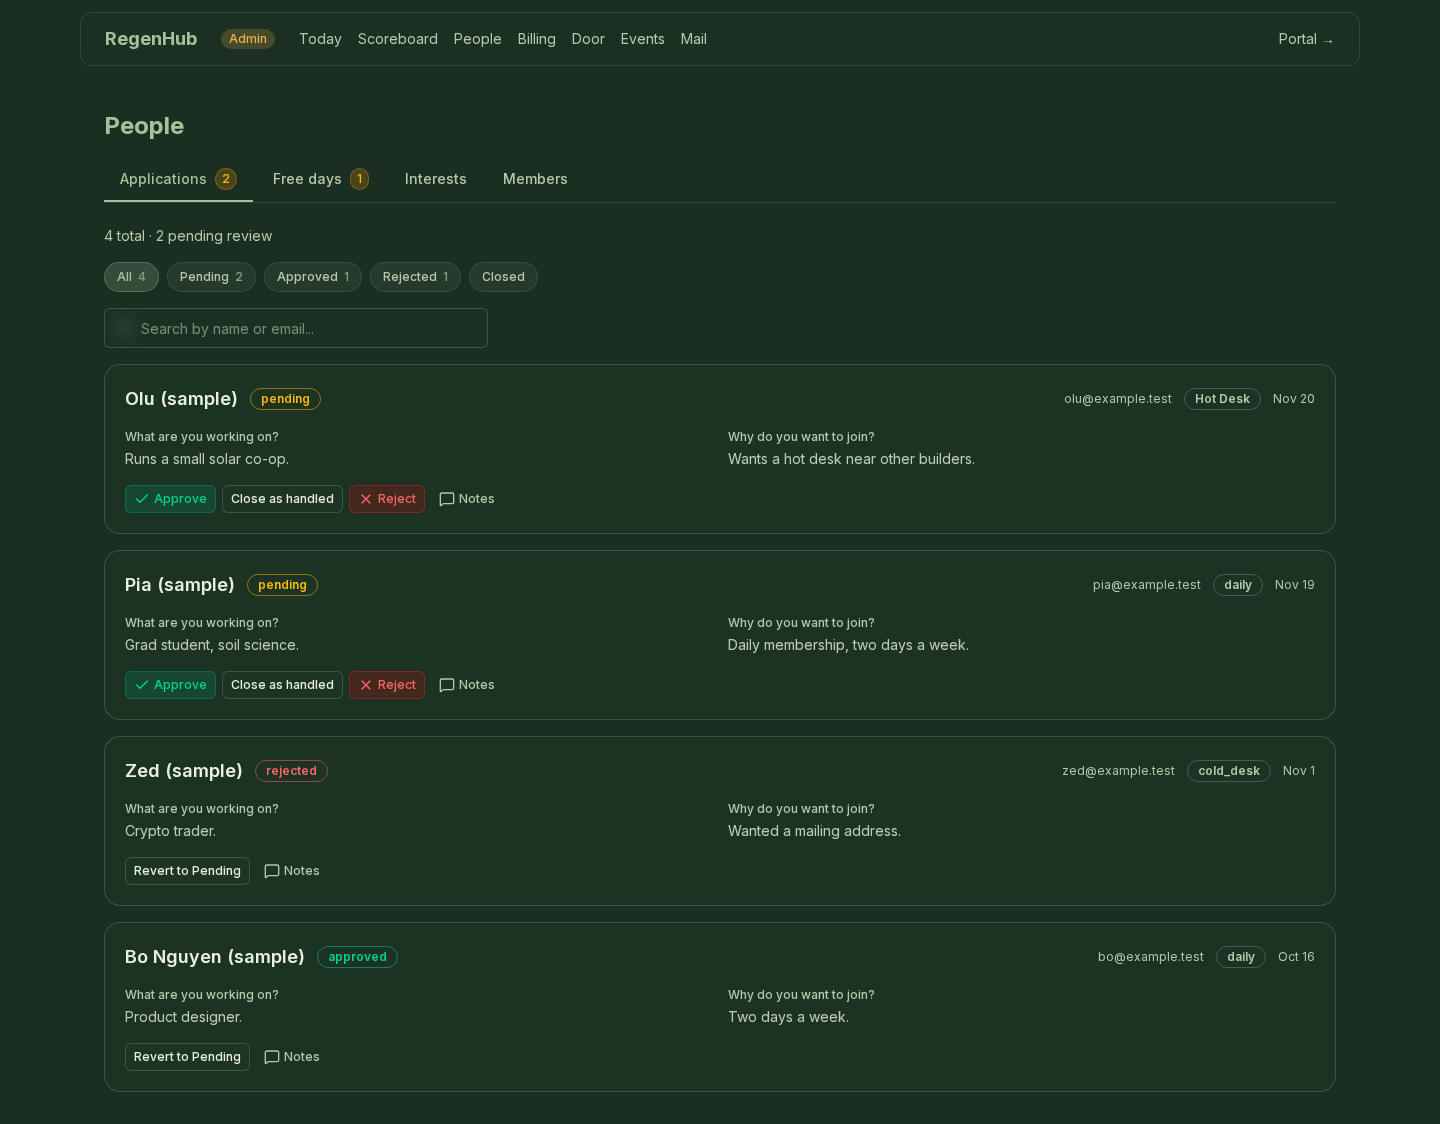 RegenHub Admin Today Scoreboard People Billing Door Events Mail Portal →
People
Applications 2 Free days 1 Interests Members
4 total · 2 pending review
All 4 Pending 2 Approved 1 Rejected 1 Closed
Search by name or email...
Olu (sample) pending olu@example.test Hot Desk Nov 20
What are you working on? Why do you want to join?
Runs a small solar co-op. Wants a hot desk near other builders.
Approve Close as handled Reject Notes
Pia (sample) pending pia@example.test daily Nov 19
What are you working on? Why do you want to join?
Grad student, soil science. Daily membership, two days a week.
Approve Close as handled Reject Notes
Zed (sample) rejected zed@example.test cold_desk Nov 1
What are you working on? Why do you want to join?
Crypto trader. Wanted a mailing address.
Revert to Pending Notes
Bo Nguyen (sample) approved bo@example.test daily Oct 16
What are you working on? Why do you want to join?
Product designer. Two days a week.
Revert to Pending Notes